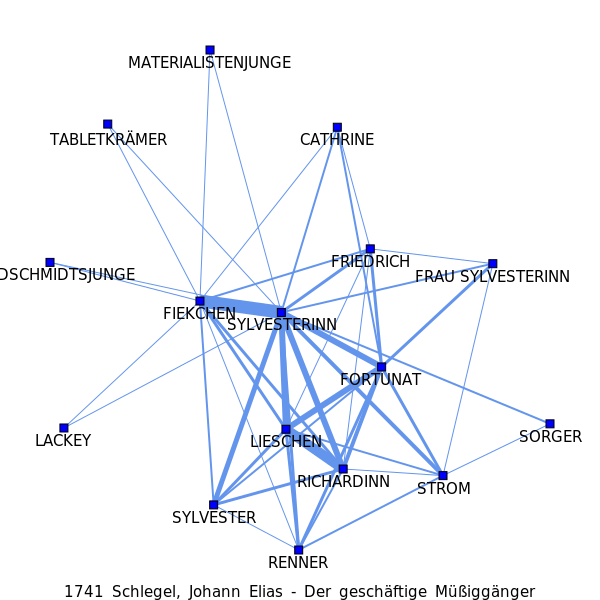 MATERIALISTENJUNGE
TABLETKRÄMER
CATHRINE
FRIEDRICH
DSCHMIDTSJUNGE
FRAU SYLVESTERINN
FIEKCHEN
SYLVESTERINN
FORTUNAT
LACKEY
LIESCHEN
SORGER
RICHARDINN
STROM
SYLVESTER
RENNER
1741 Schlegel, Johann Elias - Der geschäftige Müßiggänger